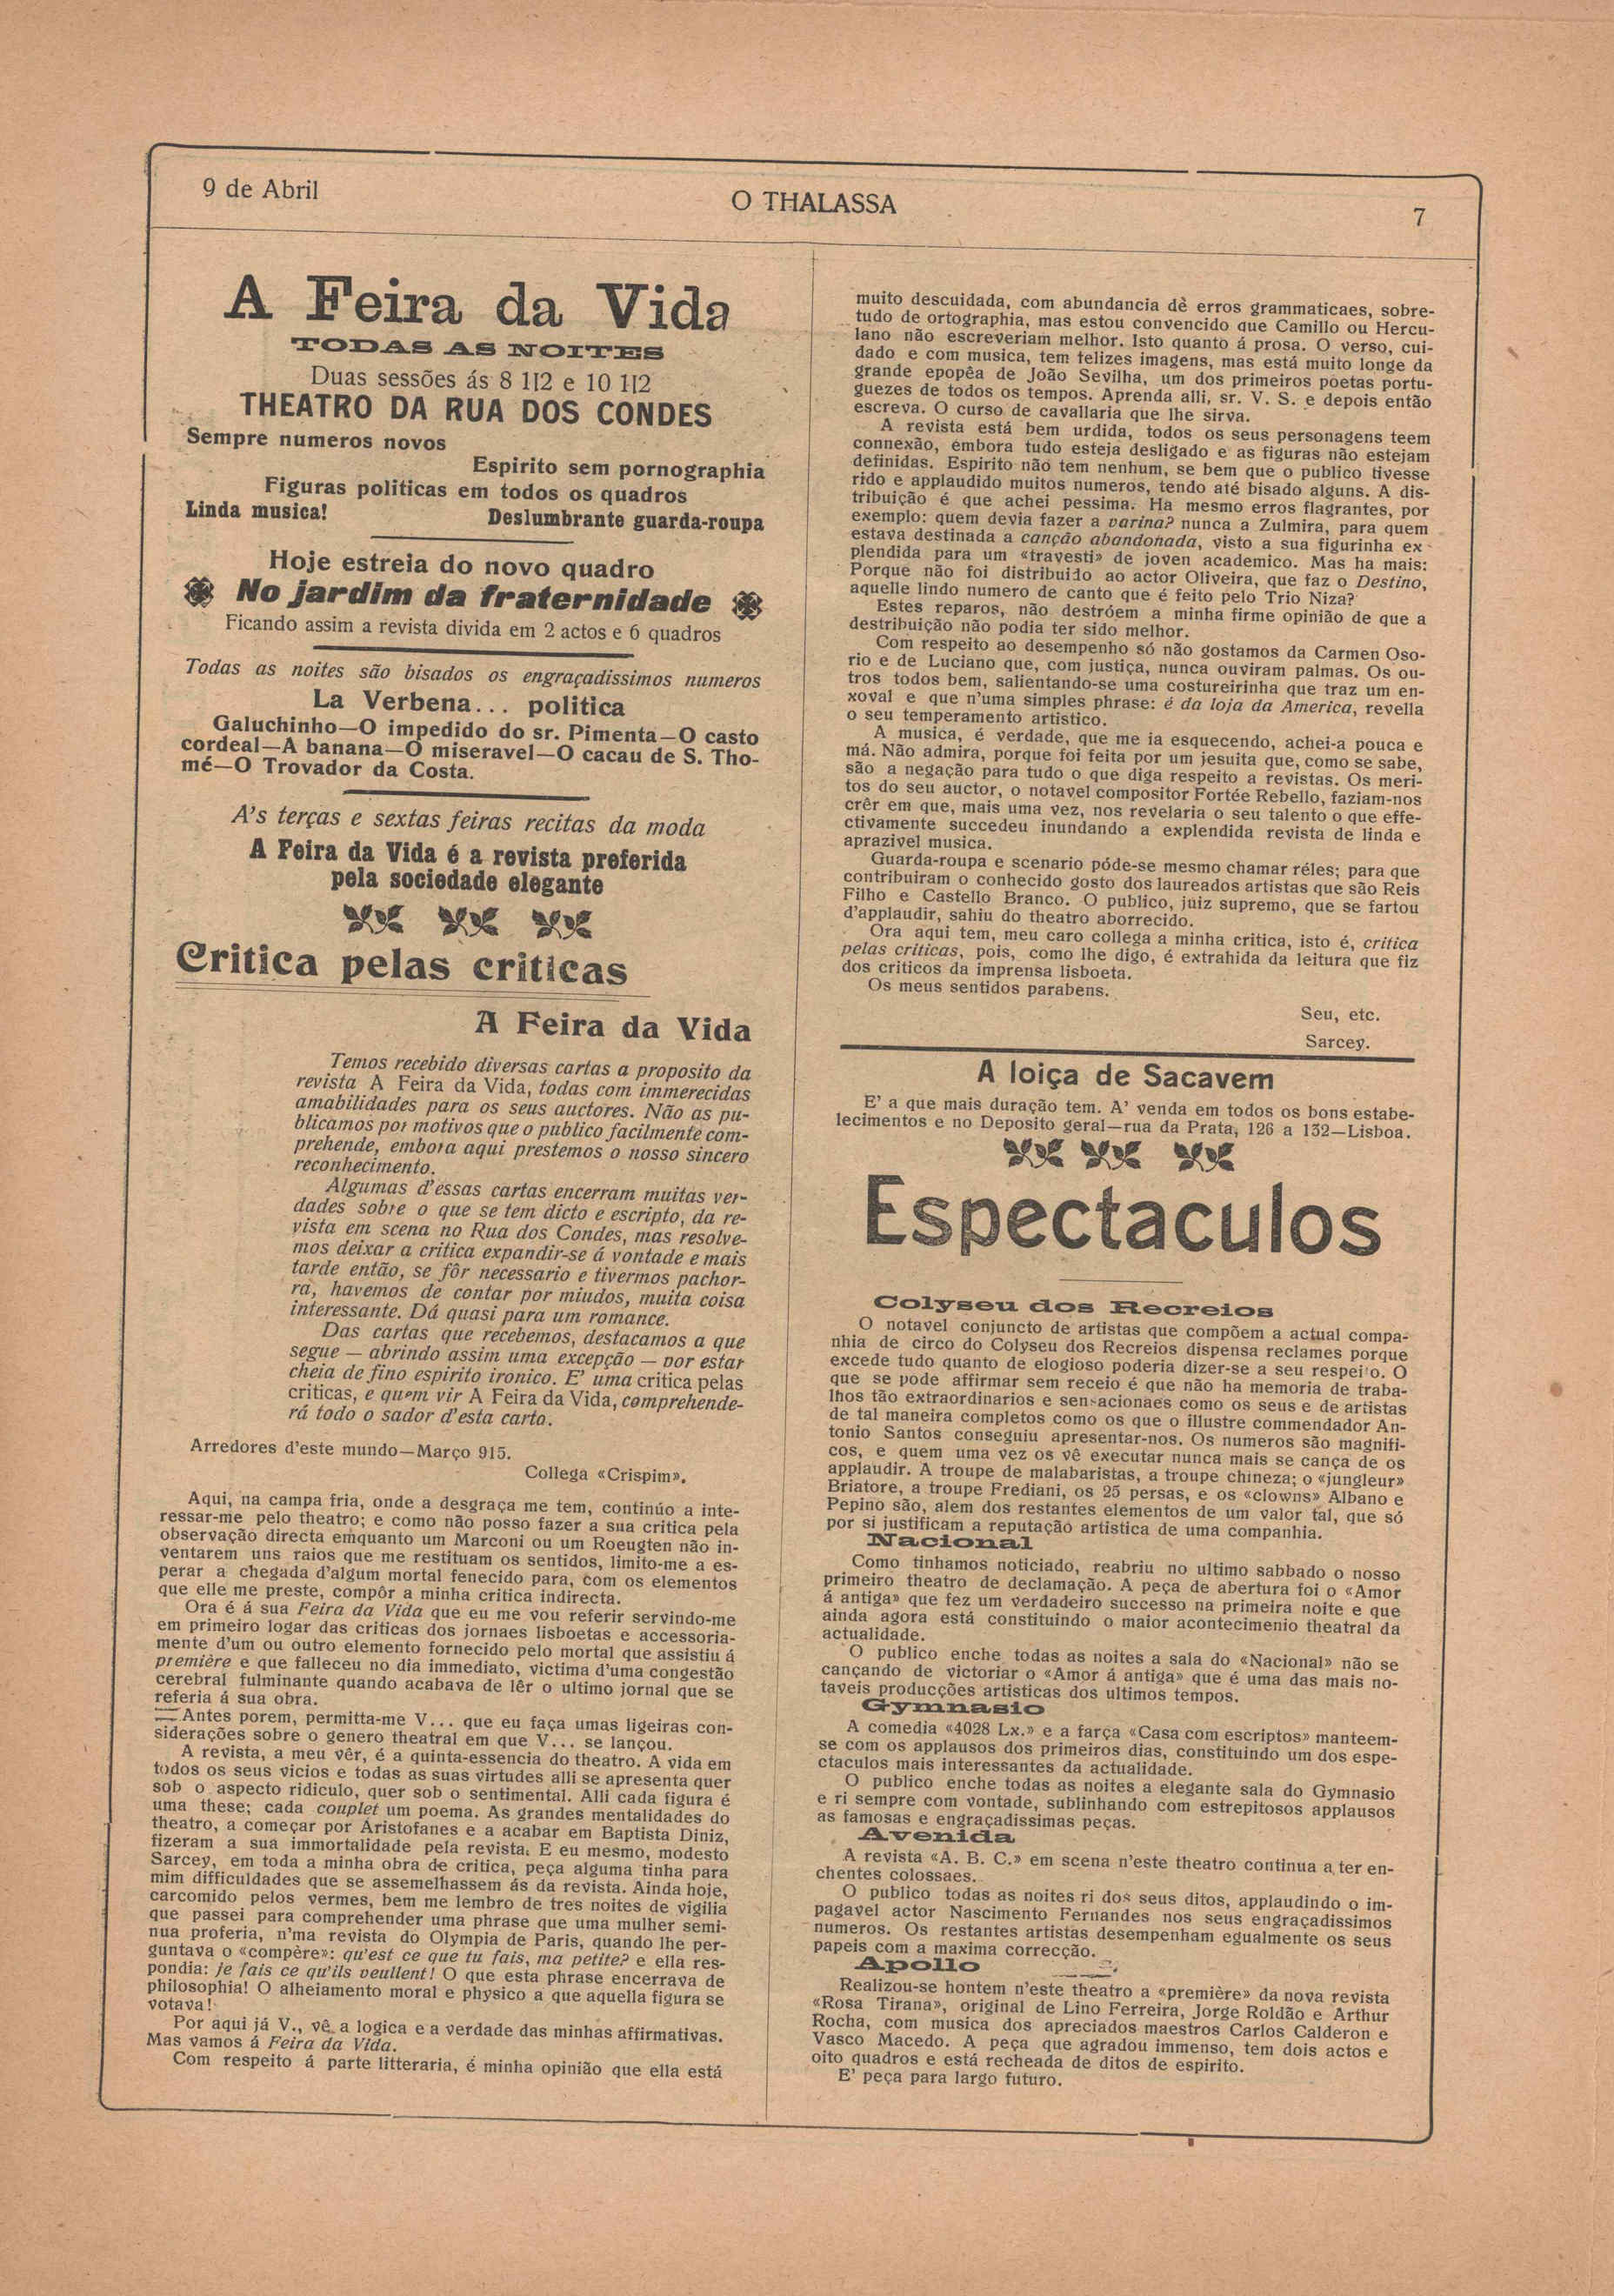 9 de Abril
O THALASSA
7
A Feira da Vida
TODAS AS NOITES
Duas sessões ás 8 1|2 e 10 1|2
THEATRO DA RUA DOS CONDES
Sempre numeros novos
Espirito sem pornographia
Figuras politicas em todos os quadros
Linda musica!
Deslumbrante guarda-roupa
Hoje estreia do novo quadro
No jardim da fraternidade
Ficando assim a revista divida em 2 actos e 6 quadros
Todas as noites são bisados os engraçadissimos numeros
La Verbena... politica
Galuchinho—O impedido do sr. Pimenta—O casto
cordeal—A banana—O miseravel—O cacau de S. Tho-
mé—O Trovador da Costa.
A's terças e sextas feiras recitas da moda
A Feira da Vida é a revista preferida
pela sociedade elegante
Critica pelas criticas
A Feira da Vida
Temos recebido diversas cartas a proposito da
revista A Feira da Vida, todas com immerecidas
amabilidades para os seus auctores. Não as pu-
blicamos por motivos que o publico facilmente com-
prehende, embora aqui prestemos o nosso sincero
reconhecimento.
Algumas d'essas cartas encerram muitas ver-
dades sobre o que se tem dicto e escripto, da re-
vista em scena no Rua dos Condes, mas resolve-
mos deixar a critica expandir-se á vontade e mais
tarde então, se fôr necessario e tivermos pachor-
ra, havemos de contar por miudos, muita coisa
interessante. Dá quasi para um romance.
Das cartas que recebemos, destacamos a que
segue — abrindo assim uma excepção — por estar
cheia de fino espirito ironico. E' uma critica pelas
criticas, e quem vir A Feira da Vida, comprehende-
rá todo o sador d'esta carta.
Arredores d'este mundo—Março 915.
Collega «Crispim».
Aqui, na campa fria, onde a desgraça me tem, continúo a inte-
ressar-me pelo theatro; e como não posso fazer a sua critica pela
observação directa emquanto um Marconi ou um Roeugten não in-
ventarem uns raios que me restituam os sentidos, limito-me a es-
perar a chegada d'algum mortal fenecido para, com os elementos
que elle me preste, compôr a minha critica indirecta.
Ora é á sua Feira da Vida que eu me vou referir servindo-me
em primeiro logar das criticas dos jornaes lisboetas e accessoria-
mente d'um ou outro elemento fornecido pelo mortal que assistiu á
première e que falleceu no dia immediato, victima d'uma congestão
cerebral fulminante quando acabava de lêr o ultimo jornal que se
referia á sua obra.
Antes porem, permitta-me V... que eu faça umas ligeiras con-
siderações sobre o genero theatral em que V... se lançou.
A revista, a meu vêr, é a quinta-essencia do theatro. A vida em
todos os seus vicios e todas as suas virtudes alli se apresenta quer
sob o aspecto ridiculo, quer sob o sentimental. Alli cada figura é
uma these; cada couplet um poema. As grandes mentalidades do
theatro, a começar por Aristofanes e a acabar em Baptista Diniz,
fizeram a sua immortalidade pela revista. E eu mesmo, modesto
Sarcey, em toda a minha obra de critica, peça alguma tinha para
mim difficuldades que se assemelhassem ás da revista. Ainda hoje,
carcomido pelos vermes, bem me lembro de tres noites de vigilia
que passei para comprehender uma phrase que uma mulher semi-
nua proferia, n'ma revista do Olympia de Paris, quando lhe per-
guntava o «compère»: qu'est ce que tu fais, ma petite? e ella res-
pondia: je fais ce qu'ils veullent! O que esta phrase encerrava de
philosophia! O alheiamento moral e physico a que aquella figura se
votava!
Por aqui já V., vê a logica e a verdade das minhas affirmativas.
Mas vamos á Feira da Vida.
Com respeito á parte litteraria, é minha opinião que ella está
muito descuidada, com abundancia de erros grammaticaes, sobre-
tudo de ortographia, mas estou convencido que Camillo ou Hercu-
lano não escreveriam melhor. Isto quanto á prosa. O verso, cui-
dado e com musica, tem felizes imagens, mas está muito longe da
grande epopêa de João Sevilha, um dos primeiros poetas portu-
guezes de todos os tempos. Aprenda alli, sr. V. S. e depois então
escreva. O curso de cavallaria que lhe sirva.
A revista está bem urdida, todos os seus personagens teem
connexão, embora tudo esteja desligado e as figuras não estejam
definidas. Espirito não tem nenhum, se bem que o publico tivesse
rido e applaudido muitos numeros, tendo até bisado alguns. A dis-
tribuição é que achei pessima. Ha mesmo erros flagrantes, por
exemplo: quem devia fazer a varina? nunca a Zulmira, para quem
estava destinada a canção abandonada, visto a sua figurinha ex-
plendida para um «travesti» de joven academico. Mas ha mais:
Porque não foi distribuido ao actor Oliveira, que faz o Destino,
aquelle lindo numero de canto que é feito pelo Trio Niza?
Estes reparos, não destróem a minha firme opinião de que a
destribuição não podia ter sido melhor.
Com respeito ao desempenho só não gostamos da Carmen Oso-
rio e de Luciano que, com justiça, nunca ouviram palmas. Os ou-
tros todos bem, salientando-se uma costureirinha que traz um en-
xoval e que n'uma simples phrase: é da loja da America, revella
o seu temperamento artistico.
A musica, é verdade, que me ia esquecendo, achei-a pouca e
má. Não admira, porque foi feita por um jesuita que, como se sabe,
são a negação para tudo o que diga respeito a revistas. Os meri-
tos do seu auctor, o notavel compositor Fortée Rebello, faziam-nos
crêr em que, mais uma vez, nos revelaria o seu talento o que effe-
ctivamente succedeu inundando a explendida revista de linda e
aprazivel musica.
Guarda-roupa e scenario póde-se mesmo chamar réles; para que
contribuiram o conhecido gosto dos laureados artistas que são Reis
Filho e Castello Branco. O publico, juiz supremo, que se fartou
d'applaudir, sahiu do theatro aborrecido.
Ora aqui tem, meu caro collega a minha critica, isto é, critica
pelas criticas, pois, como lhe digo, é extrahida da leitura que fiz
dos criticos da imprensa lisboeta.
Os meus sentidos parabens.
Seu, etc.
Sarcey.
A loiça de Sacavem
E' a que mais duração tem. A' venda em todos os bons estabe-
lecimentos e no Deposito geral—rua da Prata, 126 a 132—Lisboa.
Espectaculos
Colyseu dos Recreios
O notavel conjuncto de artistas que compõem a actual compa-
nhia de circo do Colyseu dos Recreios dispensa reclames porque
excede tudo quanto de elogioso poderia dizer-se a seu respeito. O
que se pode affirmar sem receio é que não ha memoria de traba-
lhos tão extraordinarios e sensacionaes como os seus e de artistas
de tal maneira completos como os que o illustre commendador An-
tonio Santos conseguiu apresentar-nos. Os numeros são magnifi-
cos, e quem uma vez os vê executar nunca mais se cança de os
applaudir. A troupe de malabaristas, a troupe chineza; o «jungleur»
Briatore, a troupe Frediani, os 25 persas, e os «clowns» Albano e
Pepino são, alem dos restantes elementos de um valor tal, que só
por si justificam a reputação artistica de uma companhia.
Nacional
Como tinhamos noticiado, reabriu no ultimo sabbado o nosso
primeiro theatro de declamação. A peça de abertura foi o «Amor
á antiga» que fez um verdadeiro successo na primeira noite e que
ainda agora está constituindo o maior acontecimenio theatral da
actualidade.
O publico enche todas as noites a sala do «Nacional» não se
cançando de victoriar o «Amor á antiga» que é uma das mais no-
taveis producções artisticas dos ultimos tempos.
Gymnasio
A comedia «4028 Lx.» e a farça «Casa com escriptos» manteem-
se com os applausos dos primeiros dias, constituindo um dos espe-
ctaculos mais interessantes da actualidade.
O publico enche todas as noites a elegante sala do Gymnasio
e ri sempre com vontade, sublinhando com estrepitosos applausos
as famosas e engraçadissimas peças.
Avenida
A revista «A. B. C.» em scena n'este theatro continua a ter en-
chentes colossaes.
O publico todas as noites ri dos seus ditos, applaudindo o im-
pagavel actor Nascimento Fernandes nos seus engraçadissimos
numeros. Os restantes artistas desempenham egualmente os seus
papeis com a maxima correcção.
Apollo
Realizou-se hontem n'este theatro a «première» da nova revista
«Rosa Tirana», original de Lino Ferreira, Jorge Roldão e Arthur
Rocha, com musica dos apreciados maestros Carlos Calderon e
Vasco Macedo. A peça que agradou immenso, tem dois actos e
oito quadros e está recheada de ditos de espirito.
E' peça para largo futuro.